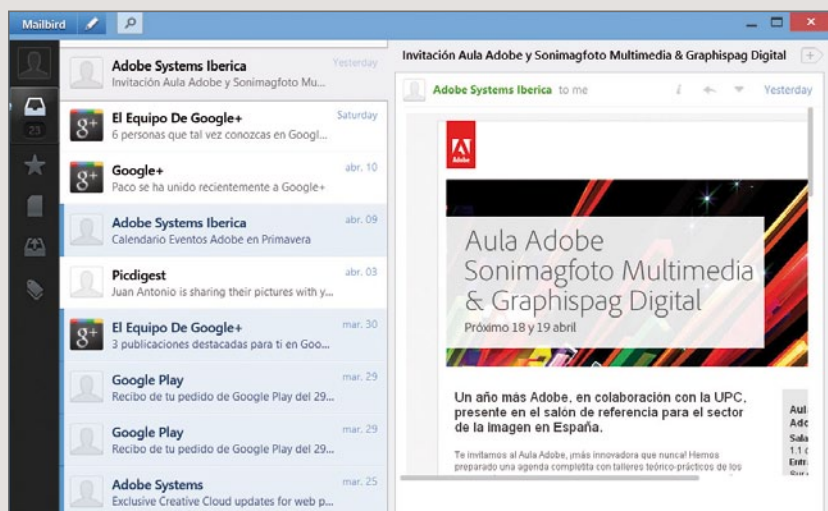 Mailbird
Adobe Systems Iberica Yesterday
Invitación Aula Adobe y Sonimagfoto Mu...
El Equipo De Google+ Saturday
6 personas que tal vez conozcas en Googl...
Google+ abr. 10
Paco se ha unido recientemente a Google+
Adobe Systems Iberica abr. 09
Calendario Eventos Adobe en Primavera
Picdigest abr. 03
Juan Antonio is sharing their pictures with y...
El Equipo De Google+ mar. 30
3 publicaciones destacadas para ti en Goo...
Google Play mar. 29
Recibo de tu pedido de Google Play del 29...
Google Play mar. 29
Recibo de tu pedido de Google Play del 29...
Adobe Systems mar. 25
Exclusive Creative Cloud updates for web p...
23
g+
g+
g+
Invitación Aula Adobe y Sonimagfoto Multimedia & Graphispag Digital
Adobe Systems Iberica to me Yesterday
Adobe
Aula Adobe
Sonimagfoto Multimedia
& Graphispag Digital
Próximo 18 y 19 abril
Un año más Adobe, en colaboración con la UPC,
presente en el salón de referencia para el sector
de la imagen en España.
Te invitamos al Aula Adobe, ¡más innovadora que nunca! Hemos
preparado una agenda completita con talleres teórico-prácticos de los
Aul
Ado
Sala
1.1
Entr